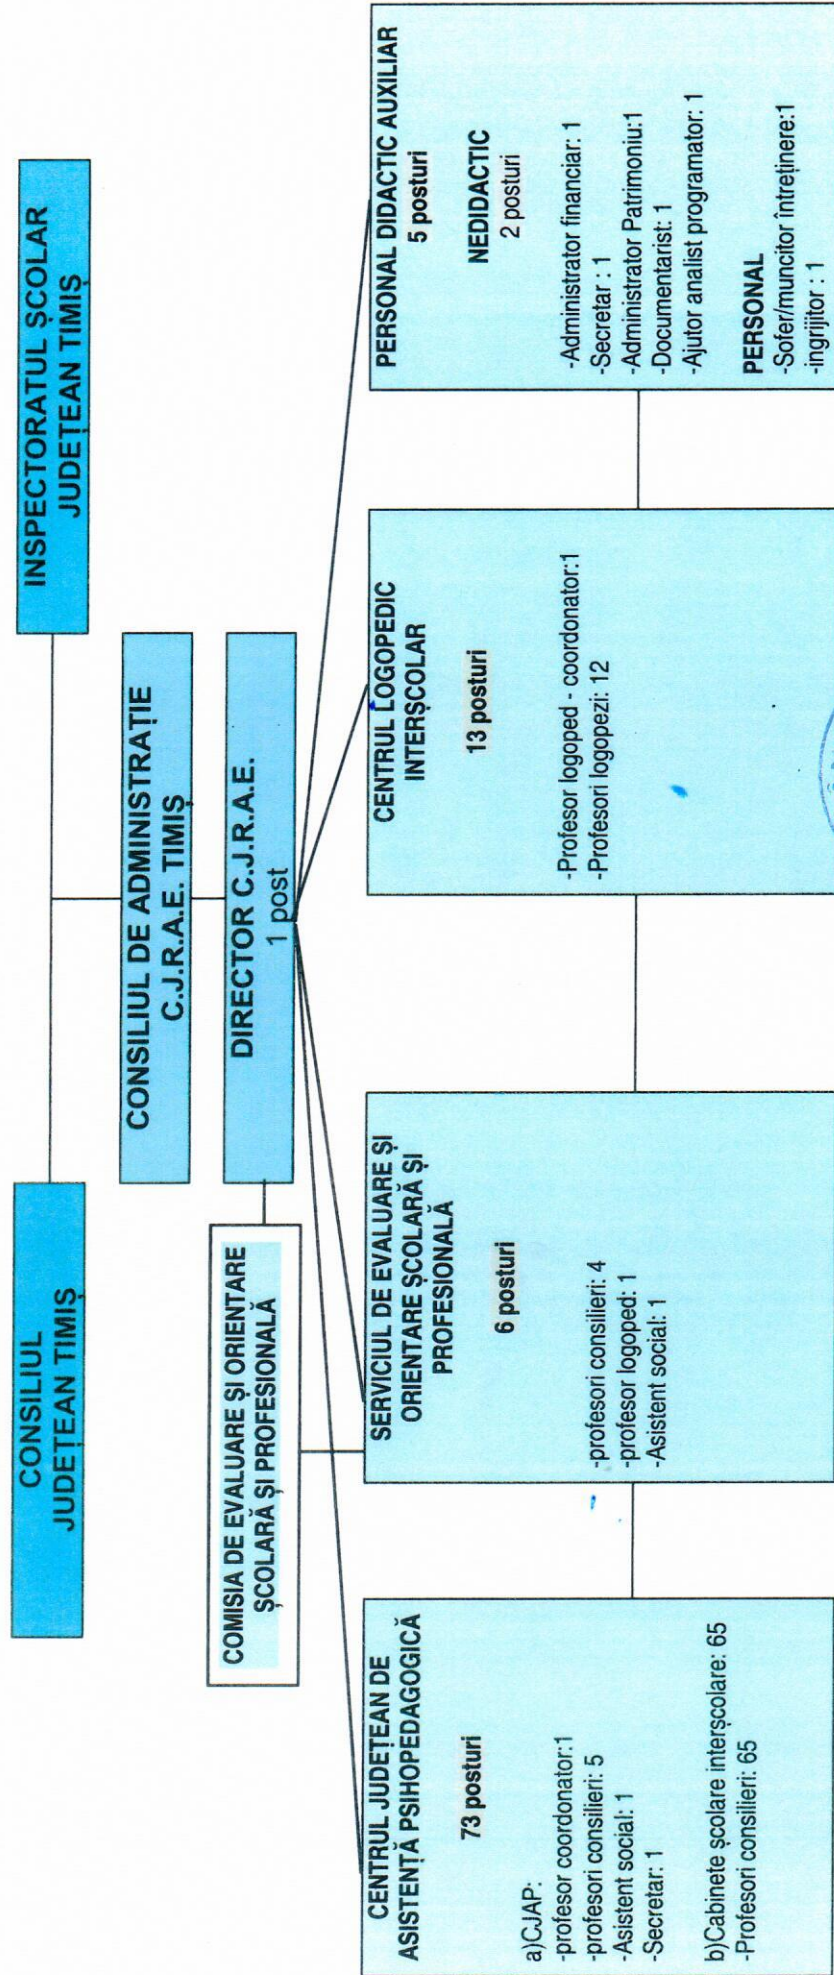 CONSILIUL
JUDEȚEAN TIMIȘ
INSPECTORATUL ȘCOLAR
JUDEȚEAN TIMIȘ
CONSILIUL DE ADMINISTRAȚIE
C.J.R.A.E. TIMIȘ
DIRECTOR C.J.R.A.E.
1 post
COMISIA DE EVALUARE ȘI ORIENTARE
ȘCOLARĂ ȘI PROFESIONALĂ
CENTRUL JUDEȚEAN DE
ASISTENȚĂ PSIHOPEDAGOGICĂ
73 posturi
a)CJAP:
-profesor coordonator:1
-profesori consilieri: 5
-Asistent social: 1
-Secretar: 1
b)Cabinete școlare interșcolare: 65
-Profesori consilieri: 65
SERVICIUL DE EVALUARE ȘI
ORIENTARE ȘCOLARĂ ȘI
PROFESIONALĂ
6 posturi
-profesori consilieri: 4
-profesor logoped: 1
-Asistent social: 1
CENTRUL LOGOPEDIC
INTERȘCOLAR
13 posturi
-Profesor logoped - coordonator:1
-Profesori logopezi: 12
PERSONAL DIDACTIC AUXILIAR
5 posturi
NEDIDACTIC
2 posturi
-Administrator financiar: 1
-Secretar : 1
-Administrator Patrimoniu:1
-Documentarist: 1
-Ajutor analist programator: 1
PERSONAL
-Sofer/muncitor întreținere:1
-ingrijitor : 1